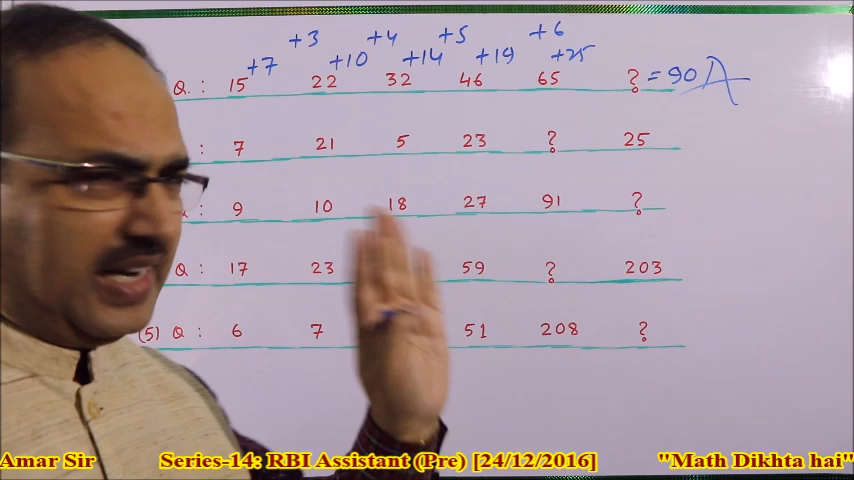 +3 +4 +5 +6
+7 +10 +14 +19 +25
Q. : 15 22 32 46 65 ? = 90 A
: 7 21 5 23 ? 25
9 10 18 27 91 ?
Q : 17 23 59 ? 203
(5) Q : 6 7 51 208 ?
Amar Sir Series-14: RBI Assistant (Pre) [24/12/2016] "Math Dikhta hai"